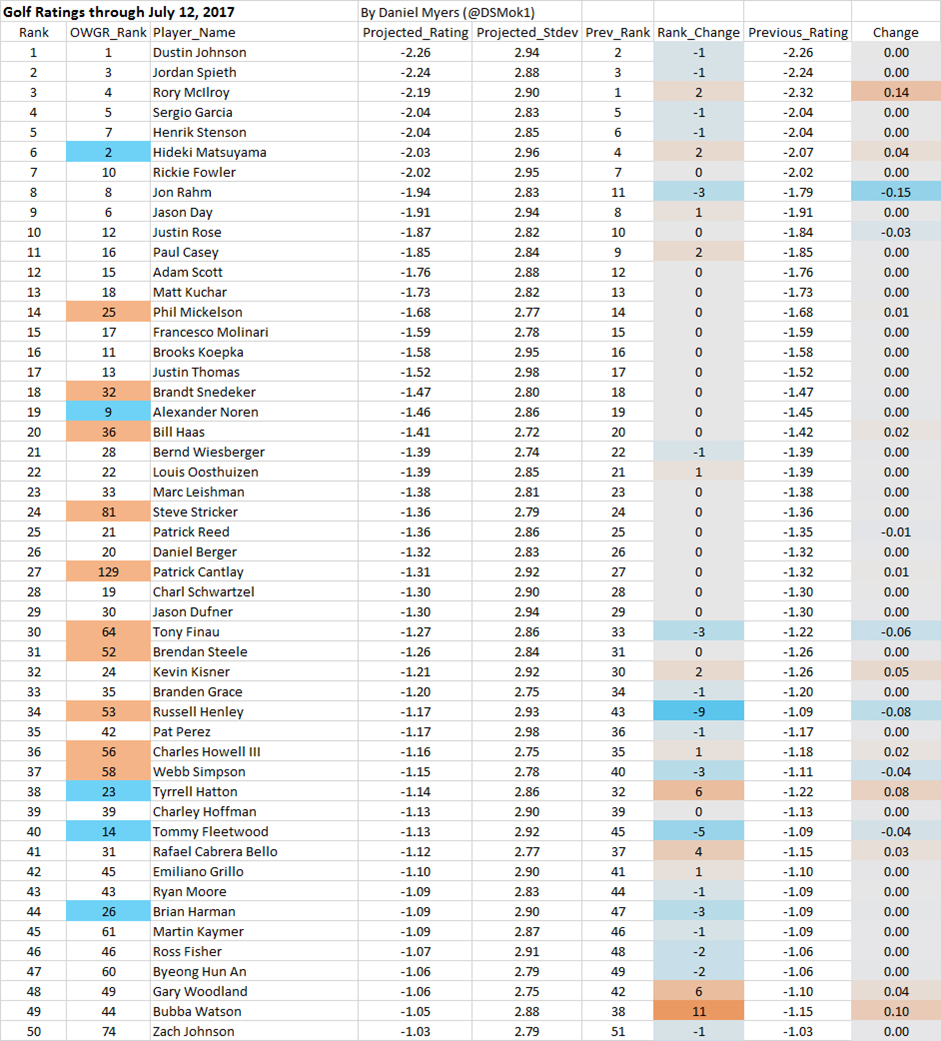 Golf Ratings through July 12, 2017 By Daniel Myers (@DSMok1)
Rank OWGR_Rank Player_Name Projected_Rating Projected_Stdev Prev_Rank Rank_Change Previous_Rating Change
1 1 Dustin Johnson -2.26 2.94 2 -1 -2.26 0.00
2 3 Jordan Spieth -2.24 2.88 3 -1 -2.24 0.00
3 4 Rory McIlroy -2.19 2.90 1 2 -2.32 0.14
4 5 Sergio Garcia -2.04 2.83 5 -1 -2.04 0.00
5 7 Henrik Stenson -2.04 2.85 6 -1 -2.04 0.00
6 2 Hideki Matsuyama -2.03 2.96 4 2 -2.07 0.04
7 10 Rickie Fowler -2.02 2.95 7 0 -2.02 0.00
8 8 Jon Rahm -1.94 2.83 11 -3 -1.79 -0.15
9 6 Jason Day -1.91 2.94 8 1 -1.91 0.00
10 12 Justin Rose -1.87 2.82 10 0 -1.84 -0.03
11 16 Paul Casey -1.85 2.84 9 2 -1.85 0.00
12 15 Adam Scott -1.76 2.88 12 0 -1.76 0.00
13 18 Matt Kuchar -1.73 2.82 13 0 -1.73 0.00
14 25 Phil Mickelson -1.68 2.77 14 0 -1.68 0.01
15 17 Francesco Molinari -1.59 2.78 15 0 -1.59 0.00
16 11 Brooks Koepka -1.58 2.95 16 0 -1.58 0.00
17 13 Justin Thomas -1.52 2.98 17 0 -1.52 0.00
18 32 Brandt Snedeker -1.47 2.80 18 0 -1.47 0.00
19 9 Alexander Noren -1.46 2.86 19 0 -1.45 0.00
20 36 Bill Haas -1.41 2.72 20 0 -1.42 0.02
21 28 Bernd Wiesberger -1.39 2.74 22 -1 -1.39 0.00
22 22 Louis Oosthuizen -1.39 2.85 21 1 -1.39 0.00
23 33 Marc Leishman -1.38 2.81 23 0 -1.38 0.00
24 81 Steve Stricker -1.36 2.79 24 0 -1.36 0.00
25 21 Patrick Reed -1.36 2.86 25 0 -1.35 -0.01
26 20 Daniel Berger -1.32 2.83 26 0 -1.32 0.00
27 129 Patrick Cantlay -1.31 2.92 27 0 -1.32 0.01
28 19 Charl Schwartzel -1.30 2.90 28 0 -1.30 0.00
29 30 Jason Dufner -1.30 2.94 29 0 -1.30 0.00
30 64 Tony Finau -1.27 2.86 33 -3 -1.22 -0.06
31 52 Brendan Steele -1.26 2.84 31 0 -1.26 0.00
32 24 Kevin Kisner -1.21 2.92 30 2 -1.26 0.05
33 35 Branden Grace -1.20 2.75 34 -1 -1.20 0.00
34 53 Russell Henley -1.17 2.93 43 -9 -1.09 -0.08
35 42 Pat Perez -1.17 2.98 36 -1 -1.17 0.00
36 56 Charles Howell III -1.16 2.75 35 1 -1.18 0.02
37 58 Webb Simpson -1.15 2.78 40 -3 -1.11 -0.04
38 23 Tyrrell Hatton -1.14 2.86 32 6 -1.22 0.08
39 39 Charley Hoffman -1.13 2.90 39 0 -1.13 0.00
40 14 Tommy Fleetwood -1.13 2.92 45 -5 -1.09 -0.04
41 31 Rafael Cabrera Bello -1.12 2.77 37 4 -1.15 0.03
42 45 Emiliano Grillo -1.10 2.90 41 1 -1.10 0.00
43 43 Ryan Moore -1.09 2.83 44 -1 -1.09 0.00
44 26 Brian Harman -1.09 2.90 47 -3 -1.09 0.00
45 61 Martin Kaymer -1.09 2.87 46 -1 -1.09 0.00
46 46 Ross Fisher -1.07 2.91 48 -2 -1.06 0.00
47 60 Byeong Hun An -1.06 2.79 49 -2 -1.06 0.00
48 49 Gary Woodland -1.06 2.75 42 6 -1.10 0.04
49 44 Bubba Watson -1.05 2.88 38 11 -1.15 0.10
50 74 Zach Johnson -1.03 2.79 51 -1 -1.03 0.00